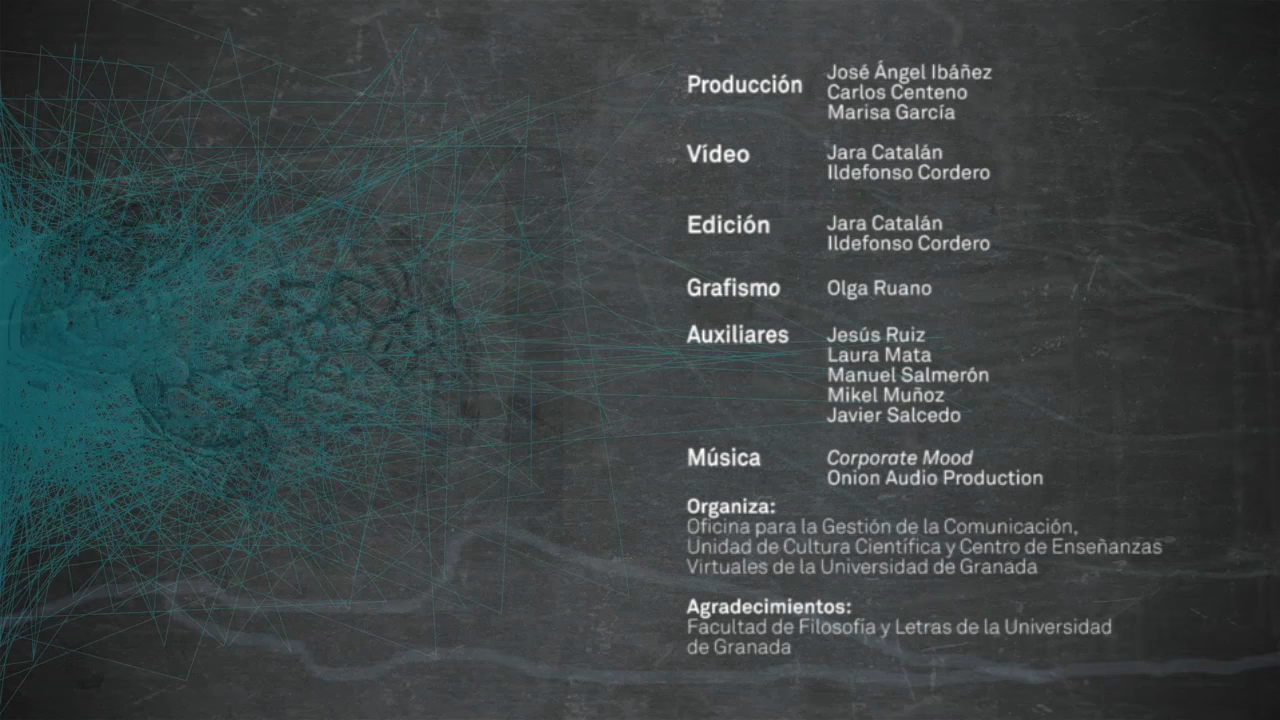 Producción
José Ángel Ibáñez
Carlos Centeno
Marisa García
Vídeo
Jara Catalán
Ildefonso Cordero
Edición
Jara Catalán
Ildefonso Cordero
Grafismo
Olga Ruano
Auxiliares
Jesús Ruiz
Laura Mata
Manuel Salmerón
Mikel Muñoz
Javier Salcedo
Música
Corporate Mood
Onion Audio Production
Organiza:
Oficina para la Gestión de la Comunicación,
Unidad de Cultura Científica y Centro de Enseñanzas
Virtuales de la Universidad de Granada
Agradecimientos:
Facultad de Filosofía y Letras de la Universidad
de Granada